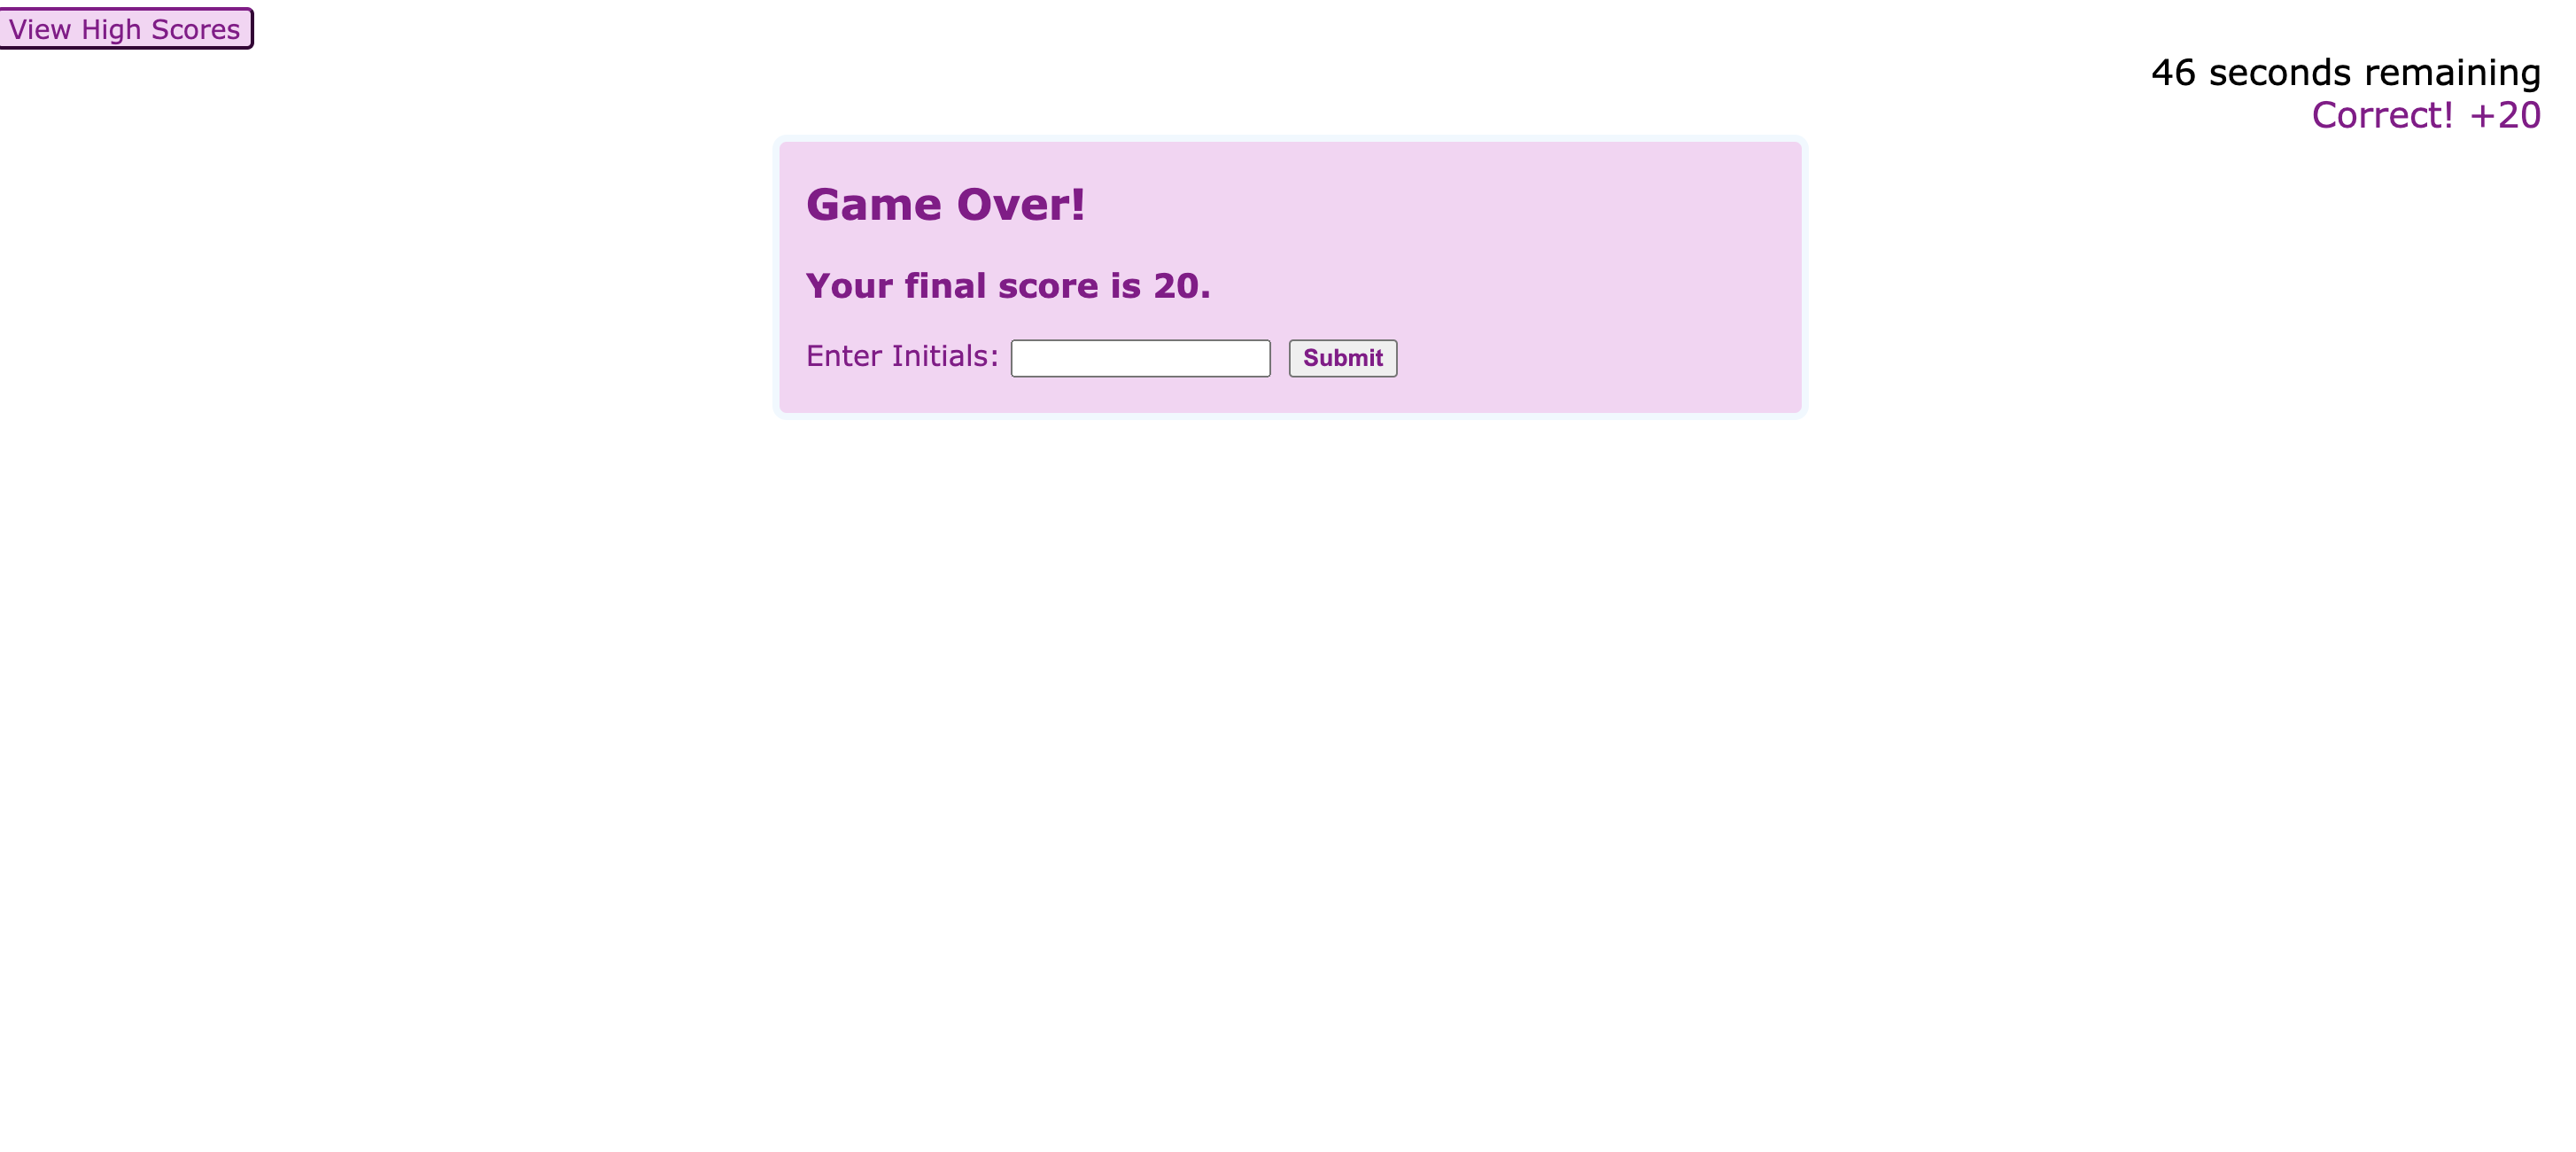 View High Scores
46 seconds remaining
Correct! +20
Game Over!
Your final score is 20.
Enter Initials:
Submit